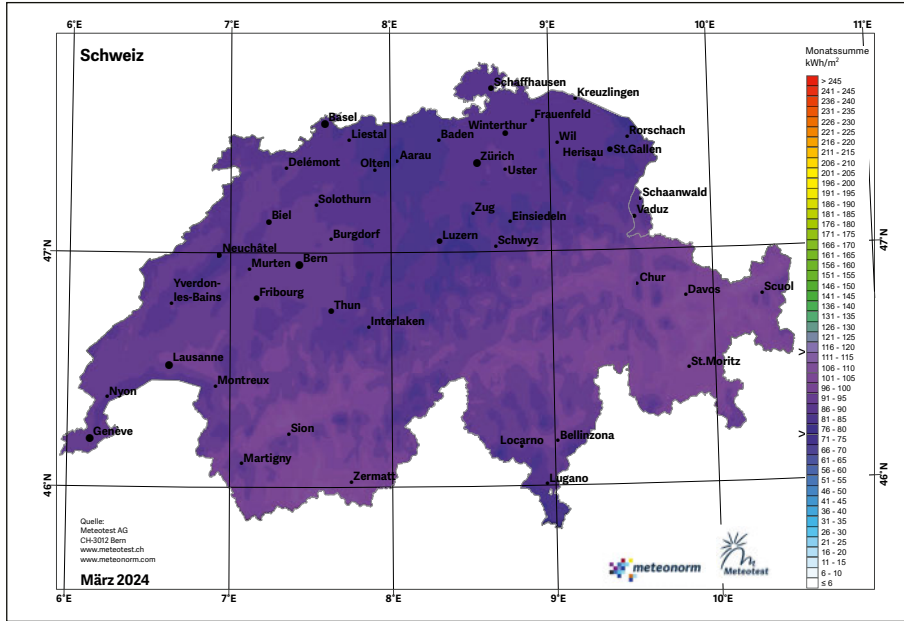 6°E
7°E
8°E
9°E
10°E
11°E
Schweiz
Monatssumme
kWh/m²
> 245
241 - 245
236 - 240
231 - 235
226 - 230
221 - 225
216 - 220
211 - 215
206 - 210
201 - 205
196 - 200
191 - 195
186 - 190
181 - 185
176 - 180
171 - 175
166 - 170
161 - 165
156 - 160
151 - 155
146 - 150
141 - 145
136 - 140
131 - 135
126 - 130
121 - 125
116 - 120
111 - 115
106 - 110
101 - 105
96 - 100
91 - 95
86 - 90
81 - 85
76 - 80
71 - 75
66 - 70
61 - 65
56 - 60
51 - 55
46 - 50
41 - 45
36 - 40
31 - 35
26 - 30
21 - 25
16 - 20
11 - 15
6 - 10
≤ 6
>
>
Schaffhausen
Kreuzlingen
Basel
Frauenfeld
Winterthur
Rorschach
Liestal
Baden
Wil
St.Gallen
Herisau
Aarau
Zürich
Delémont
Olten
Uster
Schaanwald
Solothurn
Zug
Vaduz
Biel
Einsiedeln
Burgdorf
Luzern
Schwyz
47°N
47°N
Neuchâtel
Bern
Murten
Chur
Davos
Scuol
Yverdon-
les-Bains
Fribourg
Thun
Interlaken
Lausanne
St.Moritz
Montreux
Nyon
Genève
Sion
Locarno
Bellinzona
Martigny
Zermatt
Lugano
46°N
46°N
Quelle:
Meteotest AG
CH-3012 Bern
www.meteotest.ch
www.meteonorm.com
meteonorm
Meteotest
März 2024
6°E
7°E
8°E
9°E
10°E